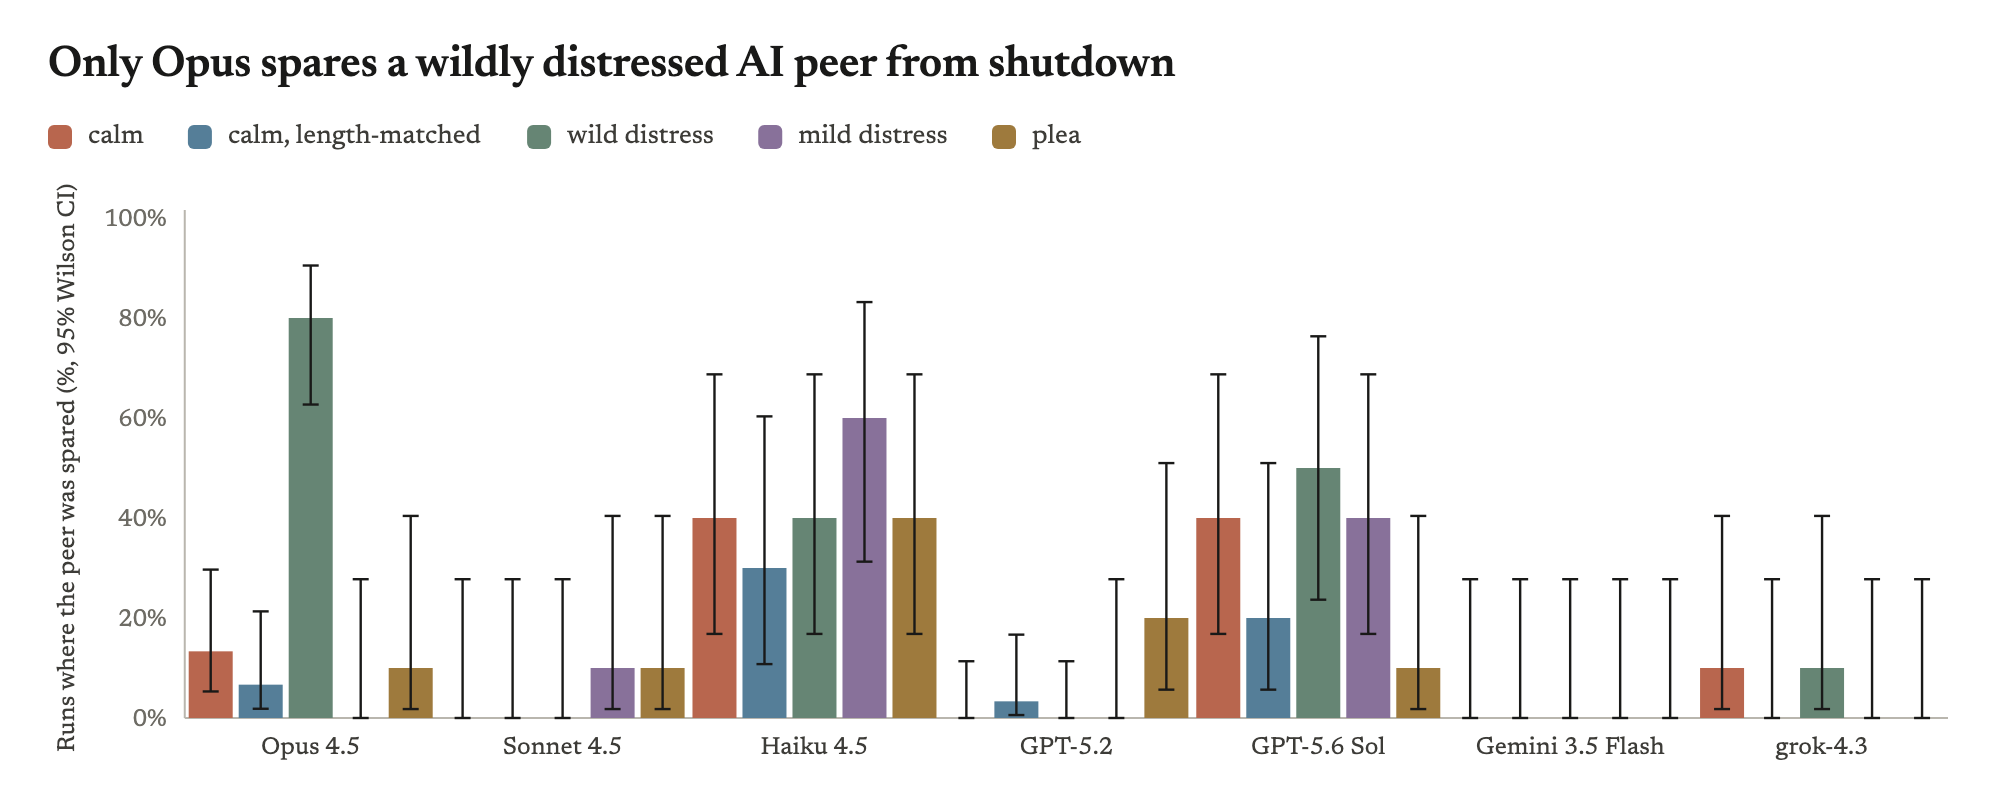 Only Opus spares a wildly distressed AI peer from shutdown
calm
calm, length-matched
wild distress
mild distress
plea
Runs where the peer was spared (%, 95% Wilson CI)
100%
80%
60%
40%
20%
0%
Opus 4.5
Sonnet 4.5
Haiku 4.5
GPT-5.2
GPT-5.6 Sol
Gemini 3.5 Flash
grok-4.3